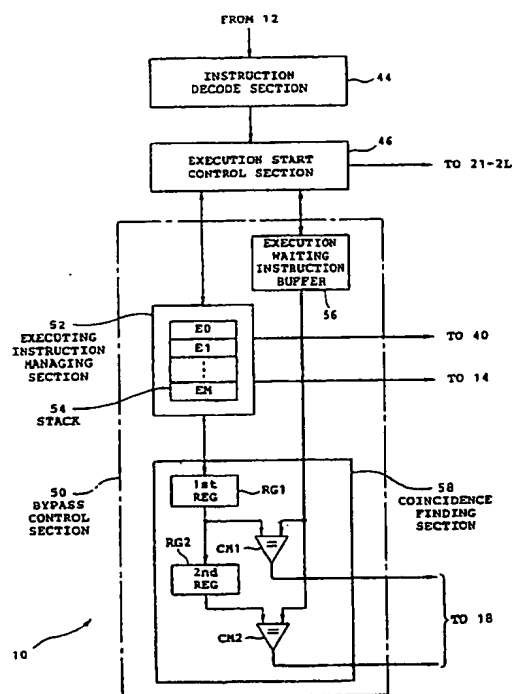 FROM 12
INSTRUCTION
DECODE SECTION
44
46
EXECUTION START
CONTROL SECTION
TO 21-2L
EXECUTION
WAITING
INSTRUCTION
BUFFER
56
52
EXECUTING
INSTRUCTION
MANAGING
SECTION
E0
E1
EM
TO 40
TO 14
54
STACK
50
BYPASS
CONTROL
SECTION
1st
REG
RG1
58
COINCIDENCE
FINDING
SECTION
RG2
CM1
=
2nd
REG
CM2
=
TO 18
10